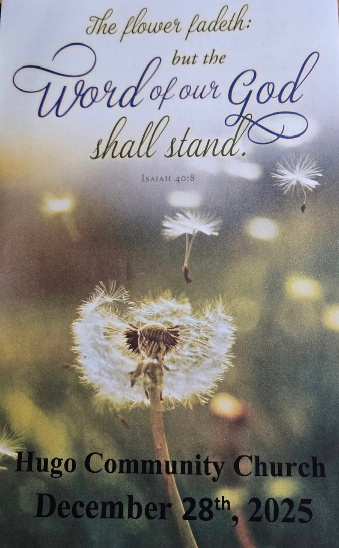 The flower fadeth:
but the
Word of our God
shall stand.
Isaiah 40:8
Hugo Community Church
December 28th, 2025